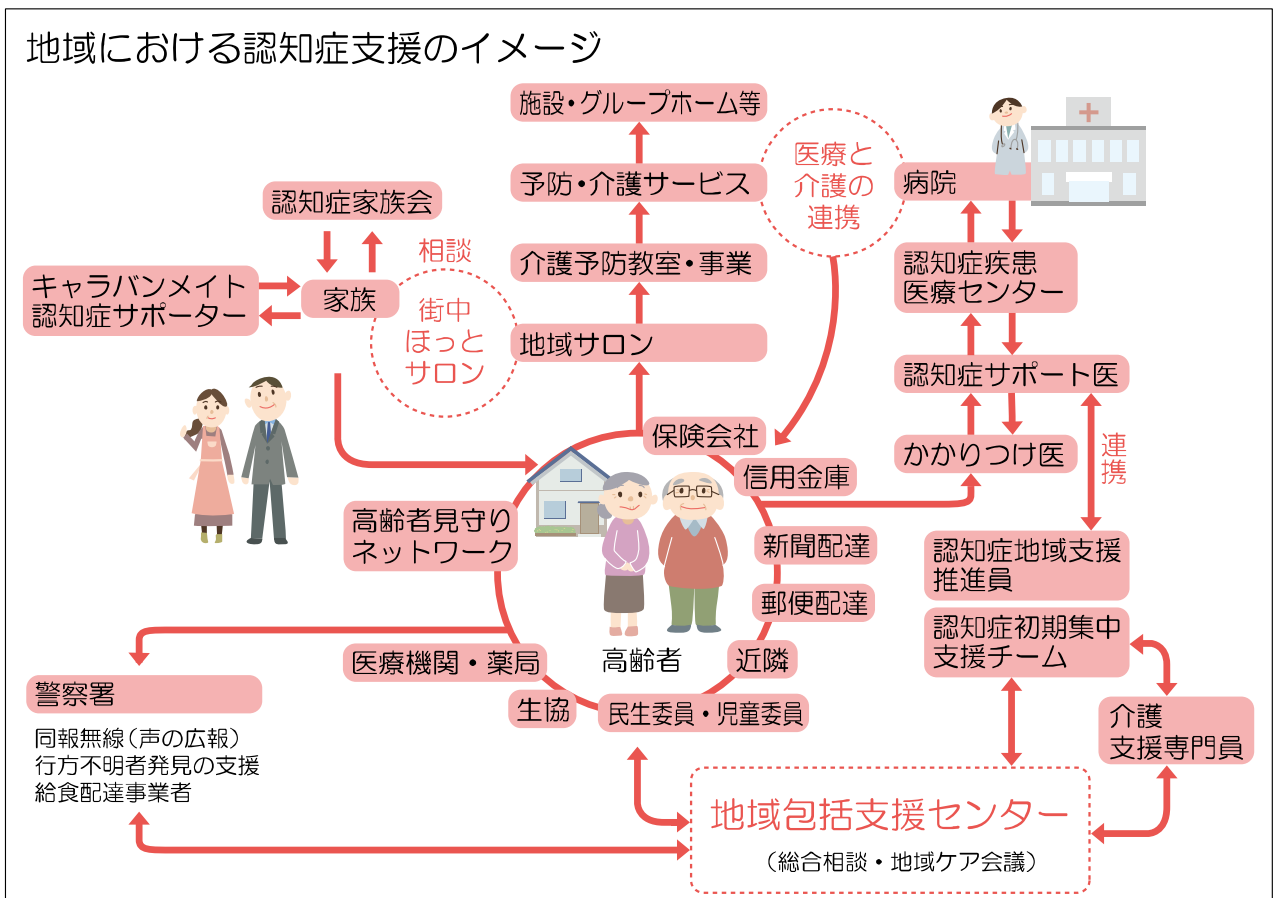 地域における認知症支援のイメージ
施設・グループホーム等
予防・介護サービス
介護予防教室・事業
地域サロン
医療と
介護の
連携
病院
認知症疾患
医療センター
認知症サポート医
かかりつけ医
連携
認知症家族会
相談
キャラバンメイト
認知症サポーター
家族
街中
ほっと
サロン
保険会社
信用金庫
新聞配達
郵便配達
近隣
民生委員・児童委員
生協
医療機関・薬局
高齢者見守り
ネットワーク
高齢者
認知症地域支援
推進員
認知症初期集中
支援チーム
介護
支援専門員
警察署
同報無線(声の広報)
行方不明者発見の支援
給食配達事業者
地域包括支援センター
(総合相談・地域ケア会議)